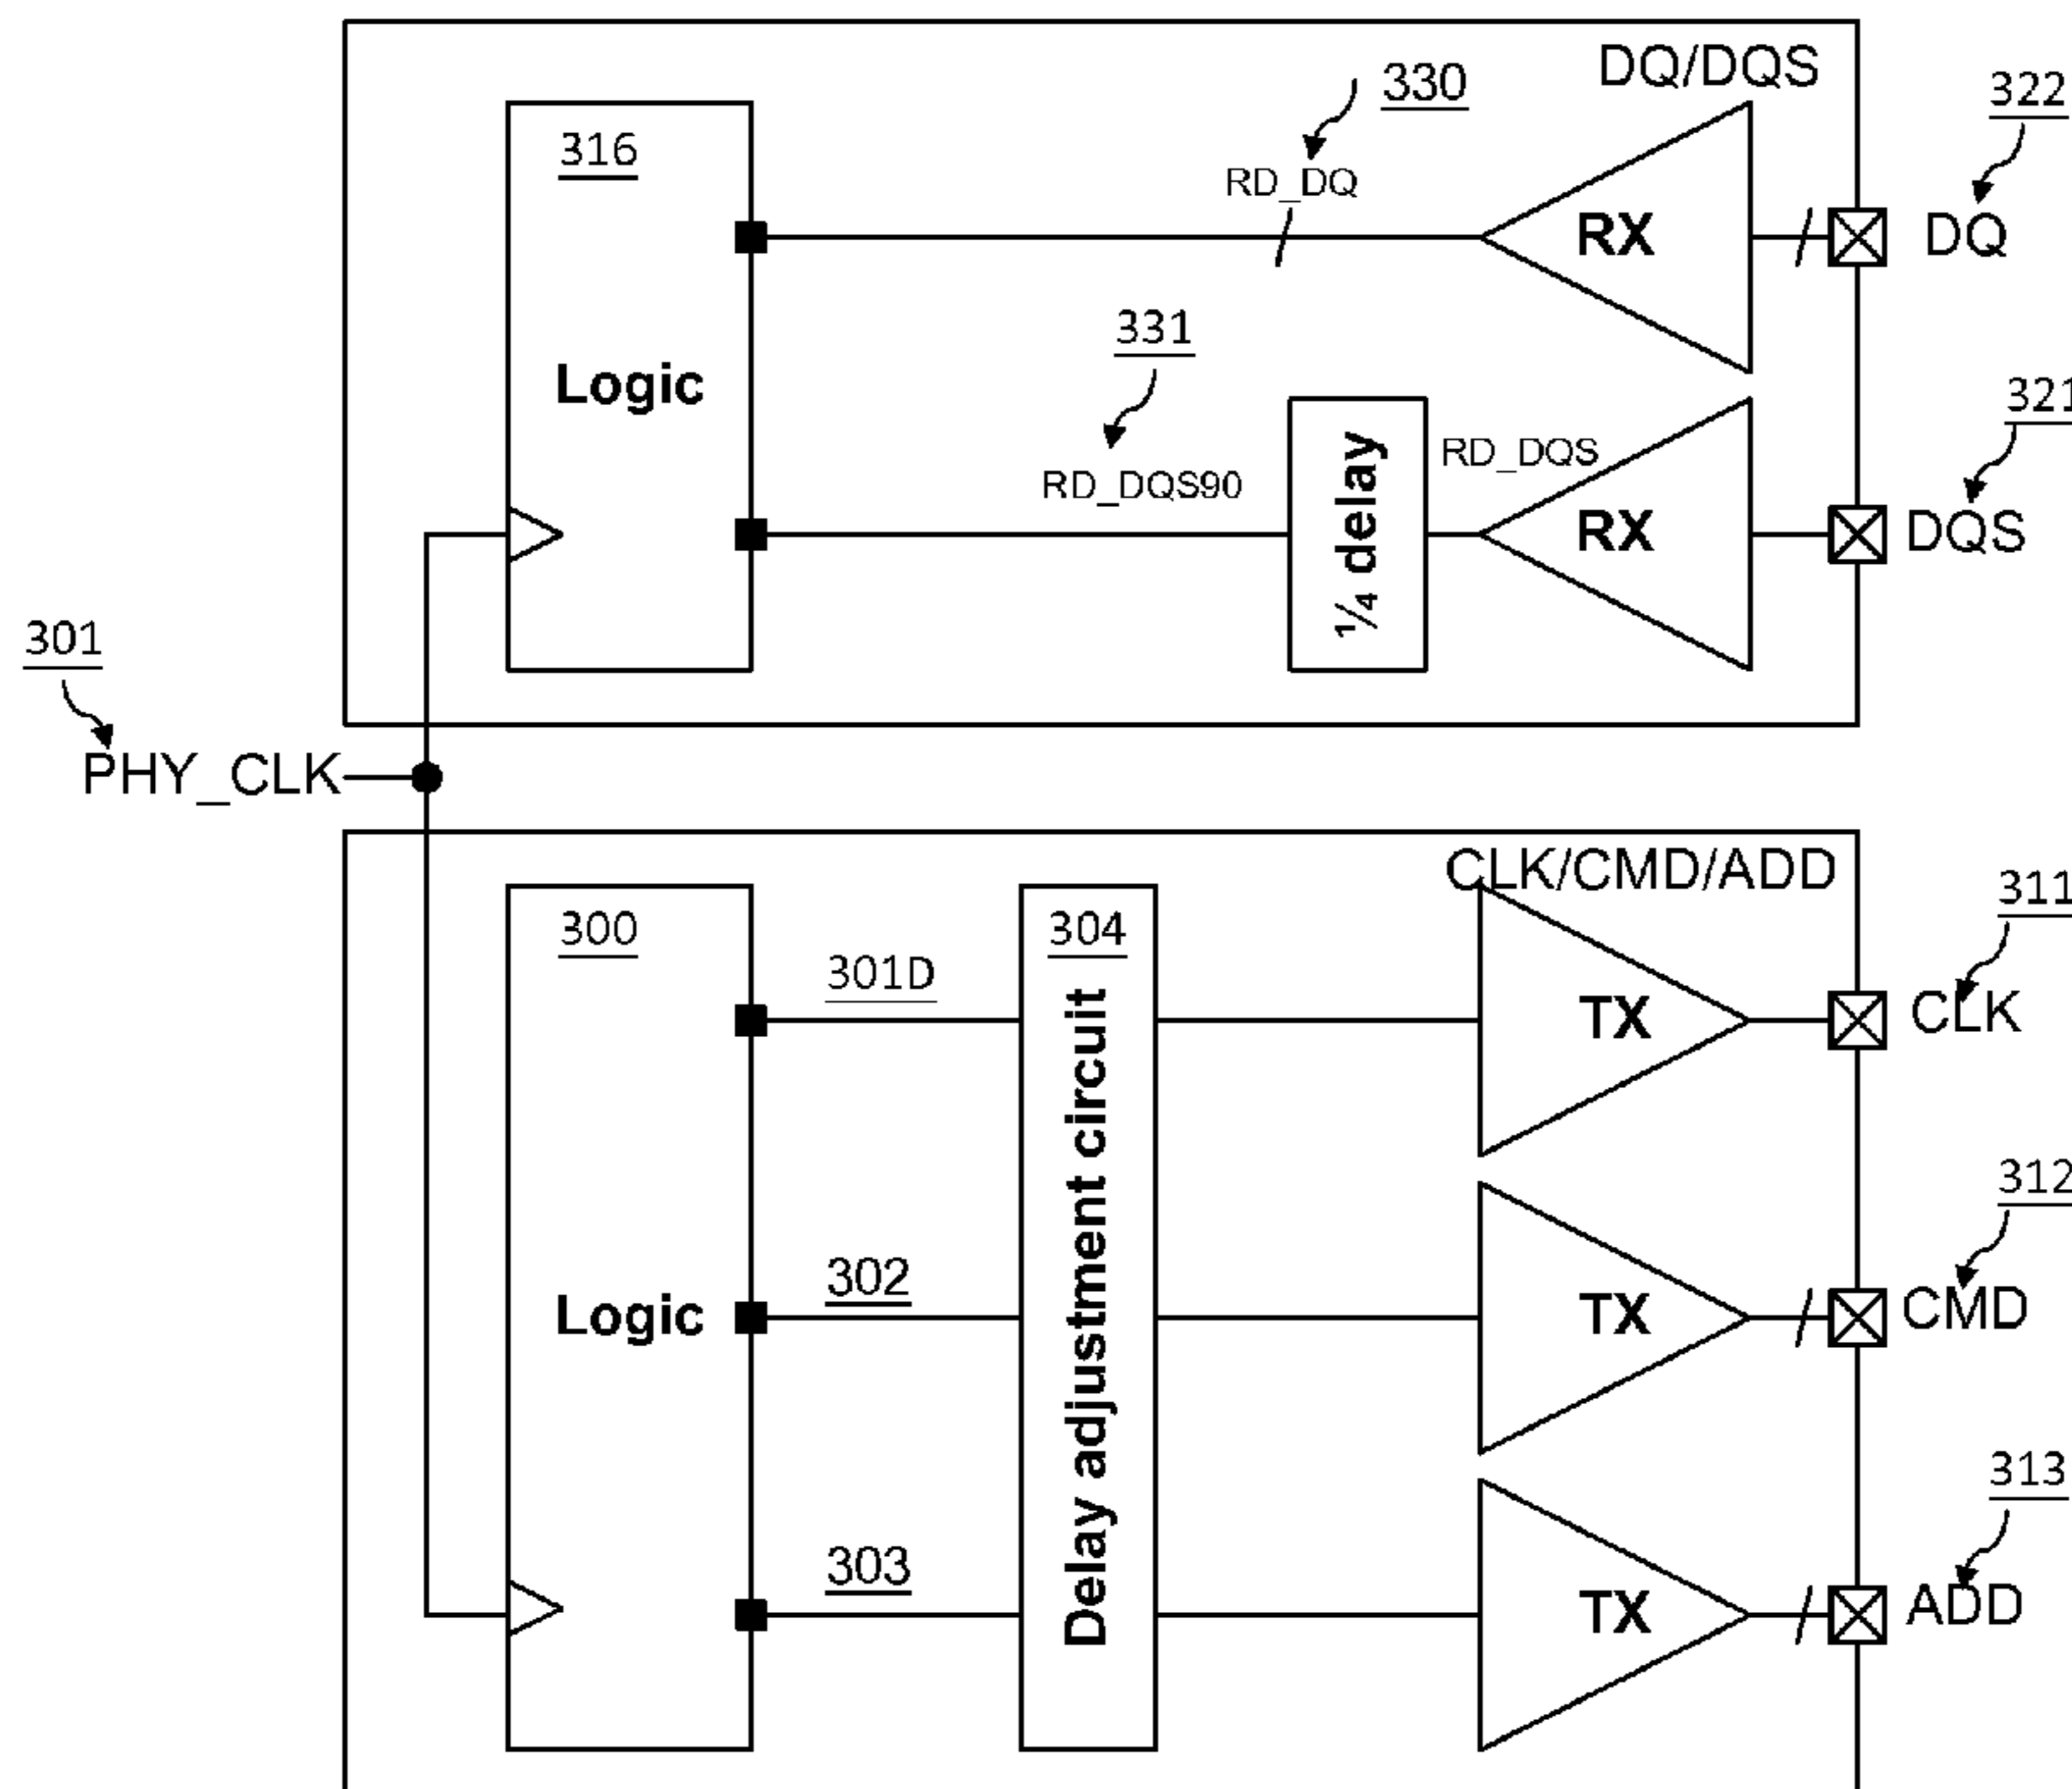 DQ/DQS
330
322
316
RD_DQ
RX
DQ
331
Logic
321
¼ delay
RD_DQS
RD_DQS90
RX
DQS
301
PHY_CLK
CLK/CMD/ADD
311
300
304
301D
Delay adjustment circuit
TX
CLK
312
302
Logic
TX
CMD
313
303
TX
ADD